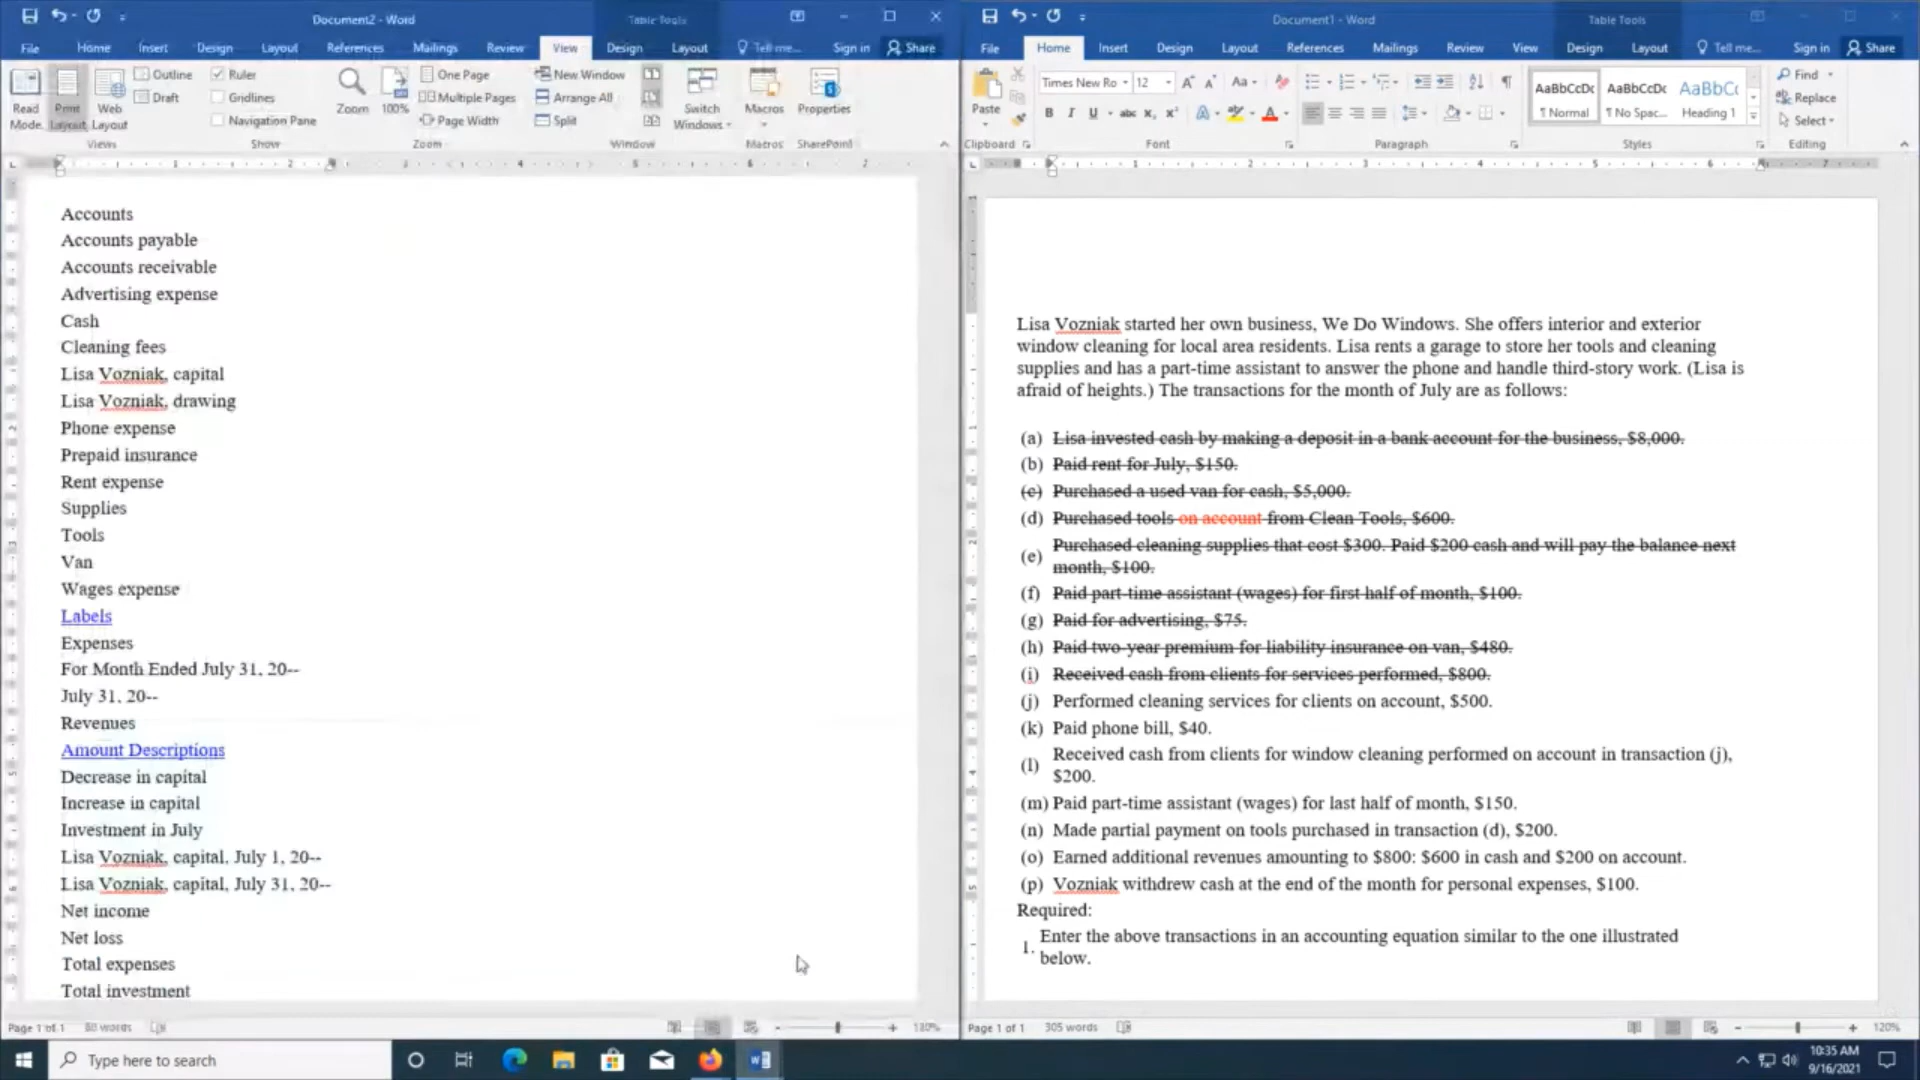 Document2 - Word
Table Tools
File Home Insert Design Layout References Mailings Review View Design Layout Tell me... Sign in Share
Read Mode
Print Layout
Web Layout
Outline
Draft
Views
Ruler
Gridlines
Navigation Pane
Show
Zoom
100%
One Page
Multiple Pages
Page Width
Zoom
New Window
Arrange All
Split
Switch Windows
Window
Macros
Macros
Properties
SharePoint
Accounts
Accounts payable
Accounts receivable
Advertising expense
Cash
Cleaning fees
Lisa Vozniak, capital
Lisa Vozniak, drawing
Phone expense
Prepaid insurance
Rent expense
Supplies
Tools
Van
Wages expense
Labels
Expenses
For Month Ended July 31, 20--
July 31, 20--
Revenues
Amount Descriptions
Decrease in capital
Increase in capital
Investment in July
Lisa Vozniak, capital, July 1, 20--
Lisa Vozniak, capital, July 31, 20--
Net income
Net loss
Total expenses
Total investment
Page 1 of 1 80 words
130%
Document1 - Word
Table Tools
File Home Insert Design Layout References Mailings Review View Design Layout Tell me... Sign in Share
Paste
Clipboard
Times New Ro 12
Font
Paragraph
AaBbCcDc AaBbCcDc AaBbCc
¶ Normal ¶ No Spac... Heading 1
Styles
Find
Replace
Select
Editing
Lisa Vozniak started her own business, We Do Windows. She offers interior and exterior
window cleaning for local area residents. Lisa rents a garage to store her tools and cleaning
supplies and has a part-time assistant to answer the phone and handle third-story work. (Lisa is
afraid of heights.) The transactions for the month of July are as follows:
(a) Lisa invested cash by making a deposit in a bank account for the business, $8,000.
(b) Paid rent for July, $150.
(c) Purchased a used van for cash, $5,000.
(d) Purchased tools on account from Clean Tools, $600.
(e) Purchased cleaning supplies that cost $300. Paid $200 cash and will pay the balance next
month, $100.
(f) Paid part-time assistant (wages) for first half of month, $100.
(g) Paid for advertising, $75.
(h) Paid two-year premium for liability insurance on van, $480.
(i) Received cash from clients for services performed, $800.
(j) Performed cleaning services for clients on account, $500.
(k) Paid phone bill, $40.
(l) Received cash from clients for window cleaning performed on account in transaction (j),
$200.
(m) Paid part-time assistant (wages) for last half of month, $150.
(n) Made partial payment on tools purchased in transaction (d), $200.
(o) Earned additional revenues amounting to $800: $600 in cash and $200 on account.
(p) Vozniak withdrew cash at the end of the month for personal expenses, $100.
Required:
1. Enter the above transactions in an accounting equation similar to the one illustrated
below.
Page 1 of 1 305 words
120%
Type here to search
10:35 AM
9/16/2021